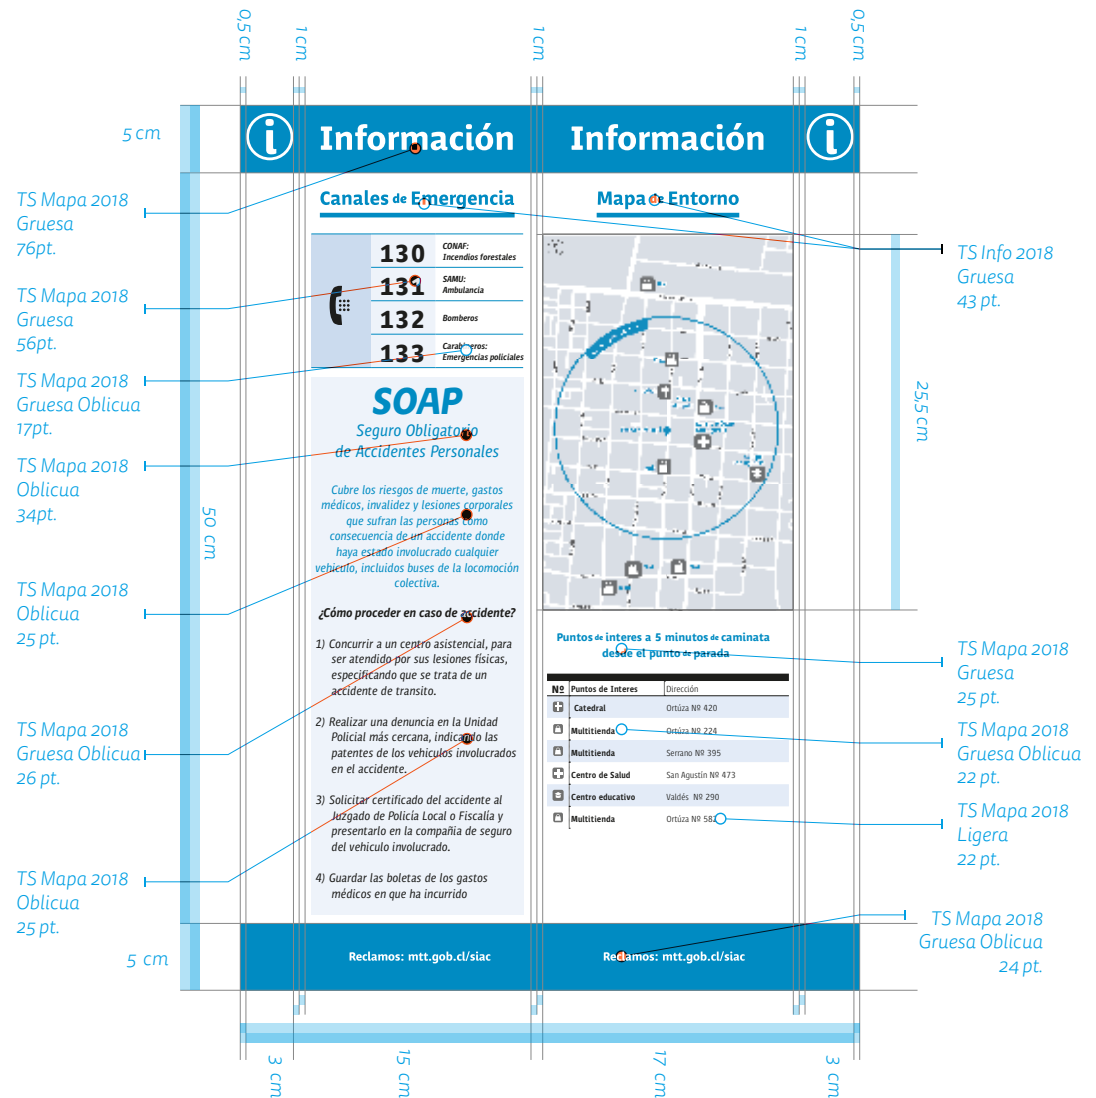 0,5 cm
1 cm
1 cm
1 cm
0,5 cm
5 cm
i
Información
Información
i
TS Mapa 2018
Gruesa
76pt.
Canales de Emergencia
Mapa de Entorno
TS Info 2018
Gruesa
43 pt.
130
CONAF:
Incendios forestales
TS Mapa 2018
Gruesa
56pt.
131
SAMU:
Ambulancia
132
Bomberos
133
Carabineros:
Emergencias policiales
TS Mapa 2018
Gruesa Oblicua
17pt.
25,5 cm
SOAP
Seguro Obligatorio
de Accidentes Personales
TS Mapa 2018
Oblicua
34pt.
50 cm
Cubre los riesgos de muerte, gastos
médicos, invalidez y lesiones corporales
que sufran las personas como
consecuencia de un accidente donde
haya estado involucrado cualquier
vehículo, incluidos buses de la locomoción
colectiva.
TS Mapa 2018
Oblicua
25 pt.
¿Cómo proceder en caso de accidente?
1) Concurrir a un centro asistencial, para
ser atendido por sus lesiones físicas,
especificando que se trata de un
accidente de transito.
2) Realizar una denuncia en la Unidad
Policial más cercana, indicando las
patentes de los vehiculos involucrados
en el accidente.
3) Solicitar certificado del accidente al
Juzgado de Policía Local o Fiscalía y
presentarlo en la compañia de seguro
del vehiculo involucrado.
4) Guardar las boletas de los gastos
médicos en que ha incurrido
TS Mapa 2018
Gruesa Oblicua
26 pt.
TS Mapa 2018
Oblicua
25 pt.
Puntos de interes a 5 minutos de caminata
desde el punto de parada
Nº Puntos de Interes Dirección
Catedral Ortúza Nº 420
Multitienda Ortúza Nº 224
Multitienda Serrano Nº 395
Centro de Salud San Agustín Nº 473
Centro educativo Valdés Nº 290
Multitienda Ortúza Nº 582
TS Mapa 2018
Gruesa
25 pt.
TS Mapa 2018
Gruesa Oblicua
22 pt.
TS Mapa 2018
Ligera
22 pt.
TS Mapa 2018
Gruesa Oblicua
24 pt.
5 cm
Reclamos: mtt.gob.cl/siac
Reclamos: mtt.gob.cl/siac
3 cm
15 cm
17 cm
3 cm